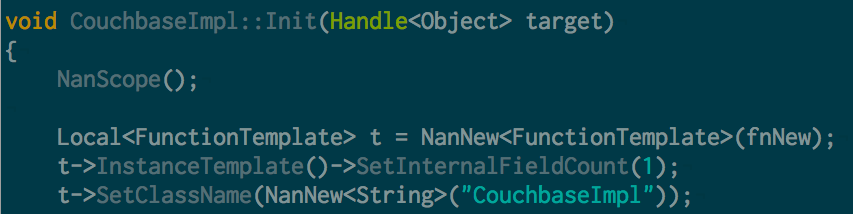 void CouchbaseImpl::Init(Handle<Object> target)
{
    NanScope();

    Local<FunctionTemplate> t = NanNew<FunctionTemplate>(fnNew);
    t->InstanceTemplate()->SetInternalFieldCount(1);
    t->SetClassName(NanNew<String>("CouchbaseImpl"));